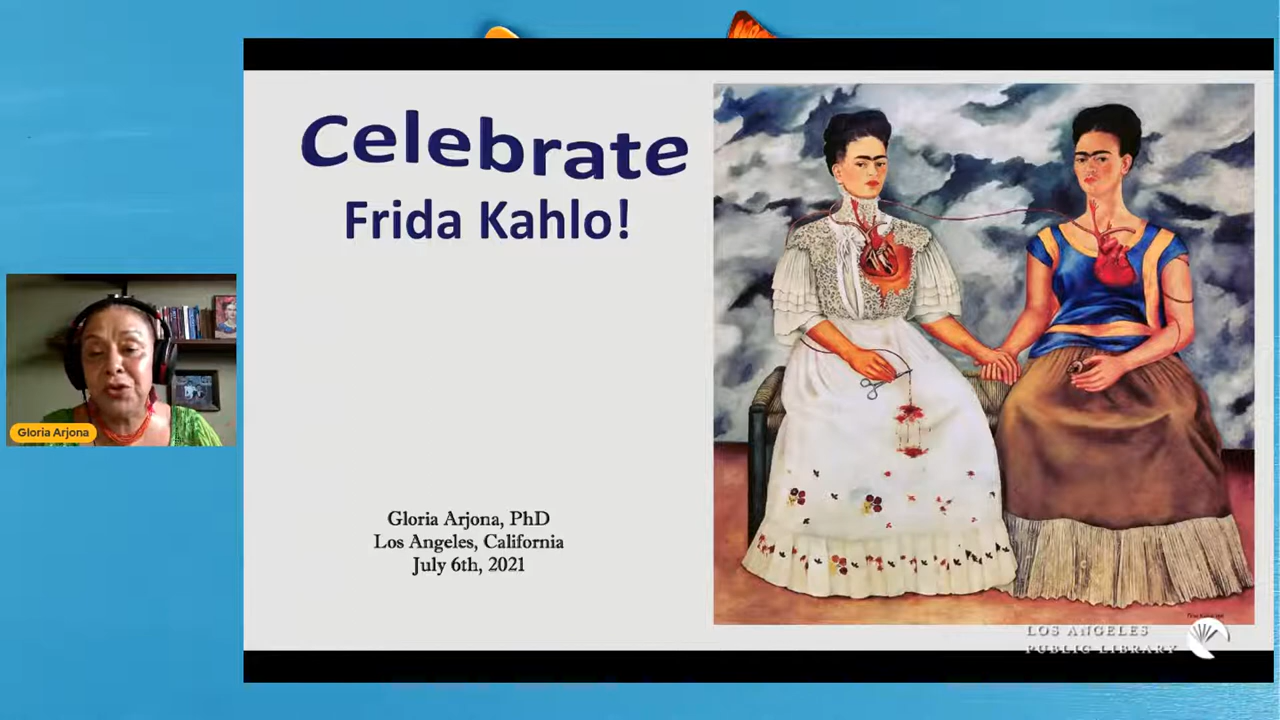 Celebrate
Frida Kahlo!
Gloria Arjona
Gloria Arjona, PhD
Los Angeles, California
July 6th, 2021
LOS ANGELES
PUBLIC LIBRARY